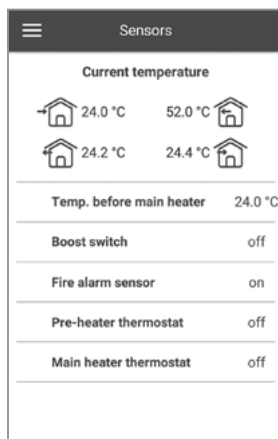 Sensors
Current temperature
24.0 °C 52.0 °C
24.2 °C 24.4 °C
Temp. before main heater 24.0 °C
Boost switch off
Fire alarm sensor on
Pre-heater thermostat off
Main heater thermostat off